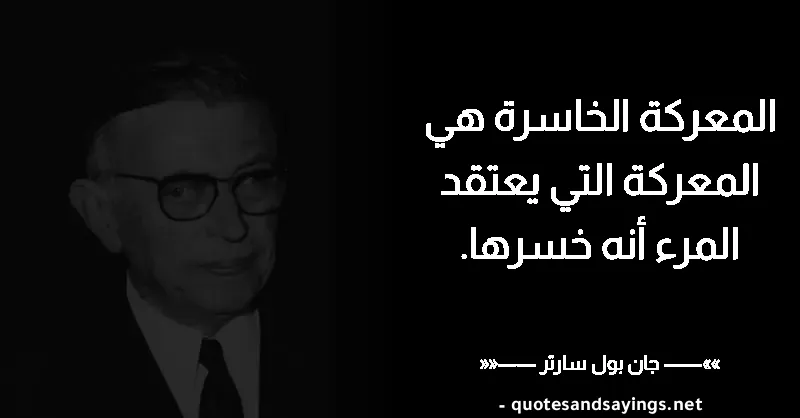 المعركة الخاسرة هي
المعركة التي يعتقد
المرء أنه خسرها.
»»—— جان بول سارتر ——««
- quotesandsayings.net